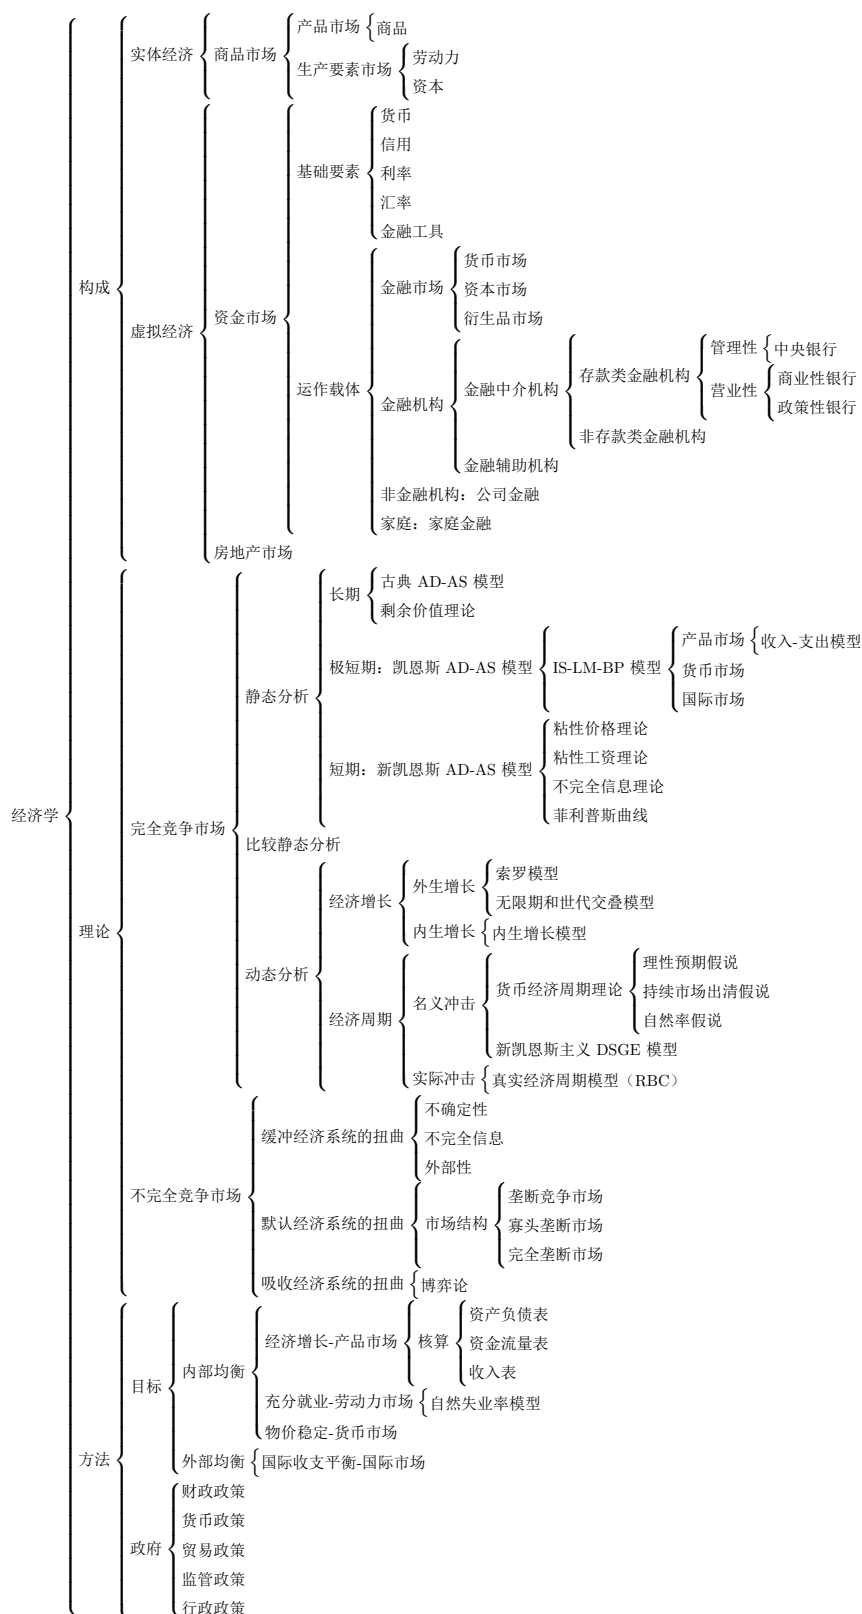 经济学
构成
实体经济
商品市场
产品市场
商品
生产要素市场
劳动力
资本
虚拟经济
资金市场
基础要素
货币
信用
利率
汇率
金融工具
运作载体
金融市场
货币市场
资本市场
衍生品市场
金融机构
金融中介机构
存款类金融机构
管理性
中央银行
营业性
商业性银行
政策性银行
非存款类金融机构
金融辅助机构
非金融机构：公司金融
家庭：家庭金融
房地产市场
理论
完全竞争市场
静态分析
长期
古典 AD-AS 模型
剩余价值理论
极短期：凯恩斯 AD-AS 模型
IS-LM-BP 模型
产品市场
收入-支出模型
货币市场
国际市场
短期：新凯恩斯 AD-AS 模型
粘性价格理论
粘性工资理论
不完全信息理论
菲利普斯曲线
比较静态分析
动态分析
经济增长
外生增长
索罗模型
无限期和世代交叠模型
内生增长
内生增长模型
经济周期
名义冲击
货币经济周期理论
理性预期假说
持续市场出清假说
自然率假说
新凯恩斯主义 DSGE 模型
实际冲击
真实经济周期模型（RBC）
不完全竞争市场
缓冲经济系统的扭曲
不确定性
不完全信息
外部性
默认经济系统的扭曲
市场结构
垄断竞争市场
寡头垄断市场
完全垄断市场
吸收经济系统的扭曲
博弈论
方法
目标
内部均衡
经济增长-产品市场
核算
资产负债表
资金流量表
收入表
充分就业-劳动力市场
自然失业率模型
物价稳定-货币市场
外部均衡
国际收支平衡-国际市场
政府
财政政策
货币政策
贸易政策
监管政策
行政政策